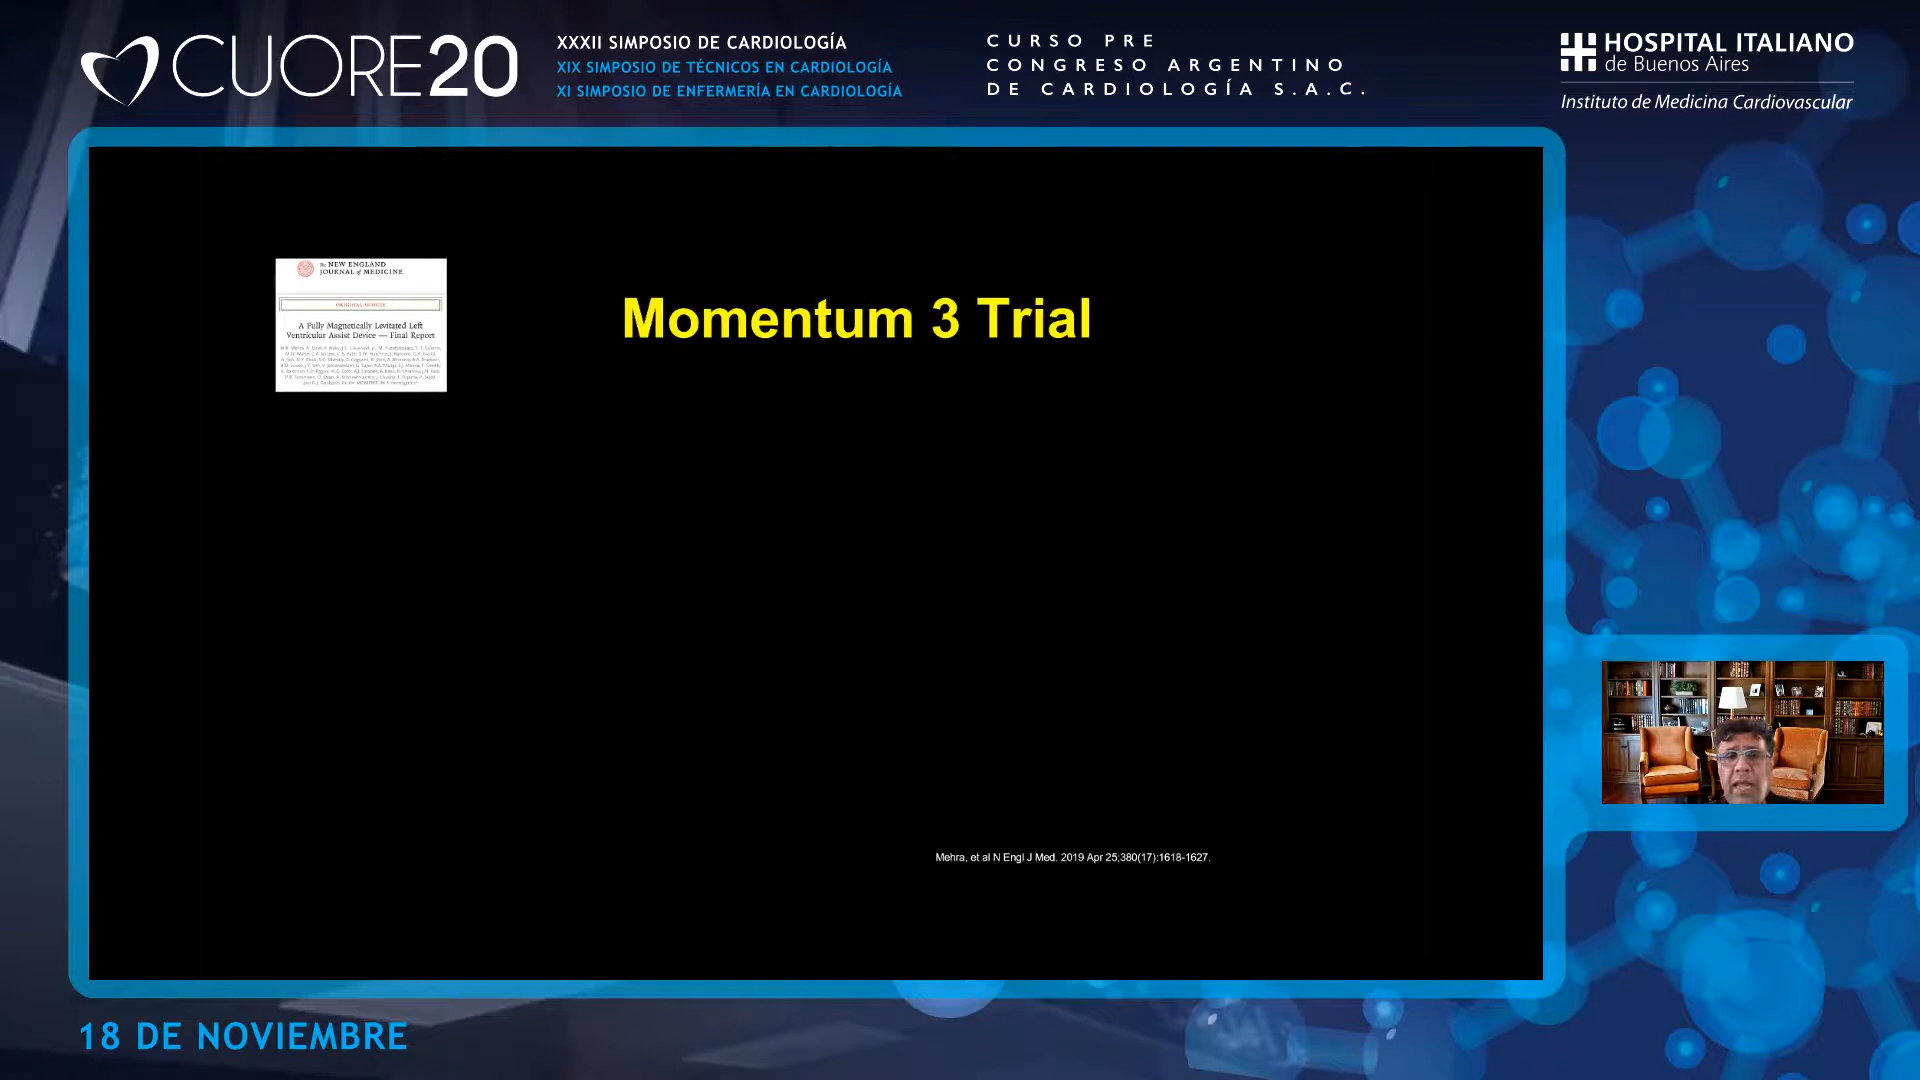 CUORE20
XXXII SIMPOSIO DE CARDIOLOGÍA
XIX SIMPOSIO DE TÉCNICOS EN CARDIOLOGÍA
XI SIMPOSIO DE ENFERMERÍA EN CARDIOLOGÍA
CURSO PRE
CONGRESO ARGENTINO
DE CARDIOLOGÍA S.A.C.
HOSPITAL ITALIANO
de Buenos Aires
Instituto de Medicina Cardiovascular
The NEW ENGLAND
JOURNAL of MEDICINE
ORIGINAL ARTICLE
A Fully Magnetically Levitated Left
Ventricular Assist Device — Final Report
Momentum 3 Trial
Mehra, et al N Engl J Med. 2019 Apr 25;380(17):1618-1627.
18 DE NOVIEMBRE